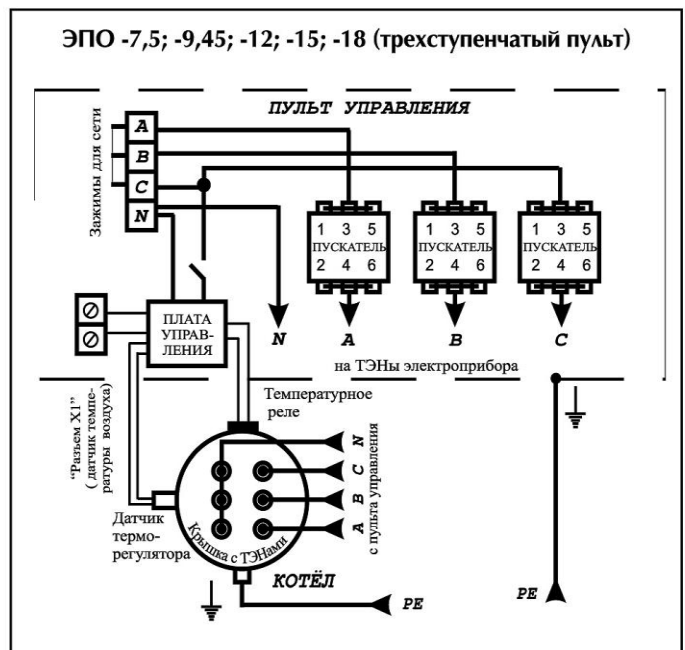 ЭПО -7,5; -9,45; -12; -15; -18 (трехступенчатый пульт)
ПУЛЬТ УПРАВЛЕНИЯ
Зажимы для сети
A
B
C
N
1 3 5
ПУСКАТЕЛЬ
2 4 6
1 3 5
ПУСКАТЕЛЬ
2 4 6
1 3 5
ПУСКАТЕЛЬ
2 4 6
ПЛАТА
УПРАВ-
ЛЕНИЯ
N
A
B
C
на ТЭНы электроприбора
"Разъем X1"
( датчик темпе-
ратуры воздуха)
Температурное
реле
N
C
B
A
с пульта управления
Датчик
термо-
регулятора
Крышка с ТЭНами
КОТЁЛ
PE
PE